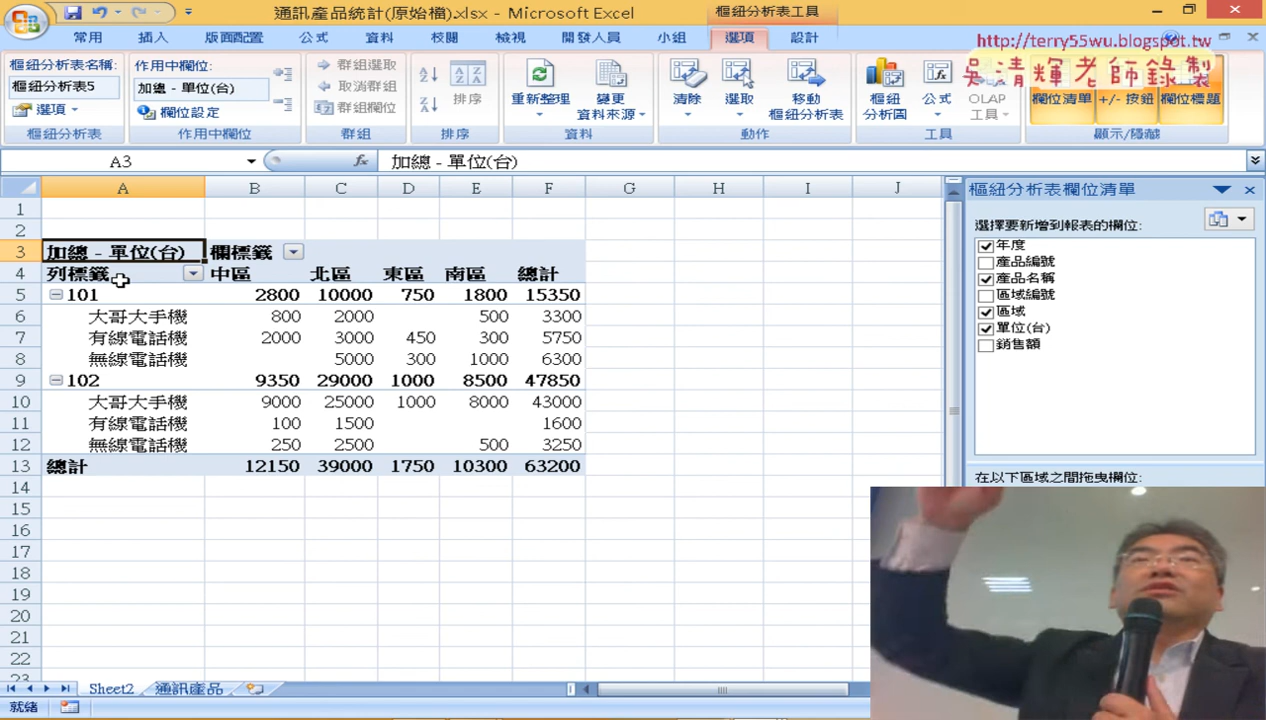 通訊產品統計(原始檔).xlsx - Microsoft Excel
樞紐分析表工具
常用 插入 版面配置 公式 資料 校閱 檢視 開發人員 小組 選項 設計
http://terry55wu.blogspot.tw
吳清輝老師錄製
樞紐分析表名稱:
樞紐分析表5
選項
樞紐分析表
作用中欄位:
加總 - 單位(台)
欄位設定
作用中欄位
群組選取
取消群組
群組欄位
群組
排序
排序
重新整理
變更
資料來源
資料
清除
選取
移動
樞紐分析表
動作
樞紐
分析圖
公式
OLAP
工具
工具
欄位清單
+/- 按鈕
欄位標題
顯示/隱藏
A3
fx
加總 - 單位(台)
A B C D E F G H I J
1
2
3 加總 - 單位(台) 欄標籤
4 列標籤 中區 北區 東區 南區 總計
5 101 2800 10000 750 1800 15350
6 大哥大手機 800 2000 500 3300
7 有線電話機 2000 3000 450 300 5750
8 無線電話機 5000 300 1000 6300
9 102 9350 29000 1000 8500 47850
10 大哥大手機 9000 25000 1000 8000 43000
11 有線電話機 100 1500 1600
12 無線電話機 250 2500 500 3250
13 總計 12150 39000 1750 10300 63200
14
15
16
17
18
19
20
21
22
23
樞紐分析表欄位清單
選擇要新增到報表的欄位:
年度
產品編號
產品名稱
區域編號
區域
單位(台)
銷售額
在以下區域之間拖曳欄位:
Sheet2 通訊產品
就緒